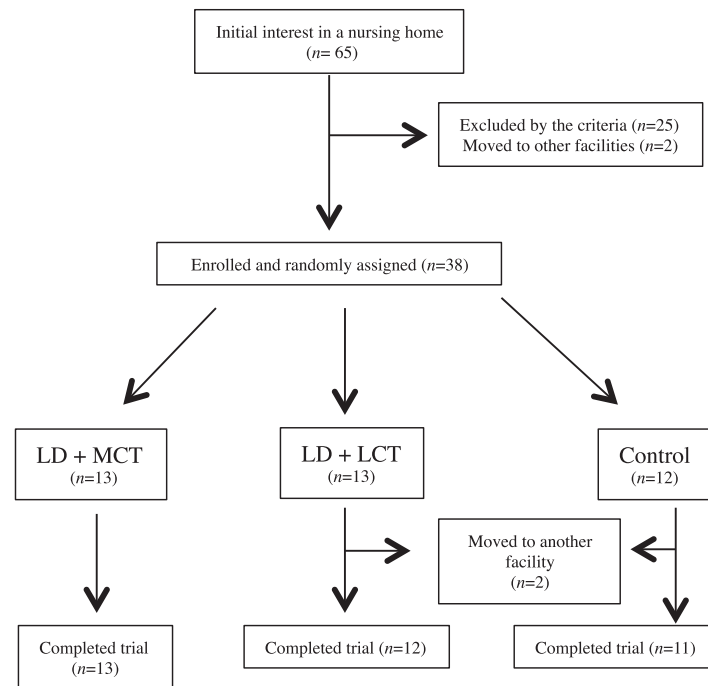 Initial interest in a nursing home
(n= 65)
Excluded by the criteria (n=25)
Moved to other facilities (n=2)
Enrolled and randomly assigned (n=38)
LD + MCT
(n=13)
LD + LCT
(n=13)
Control
(n=12)
Moved to another
facility
(n=2)
Completed trial
(n=13)
Completed trial (n=12)
Completed trial (n=11)